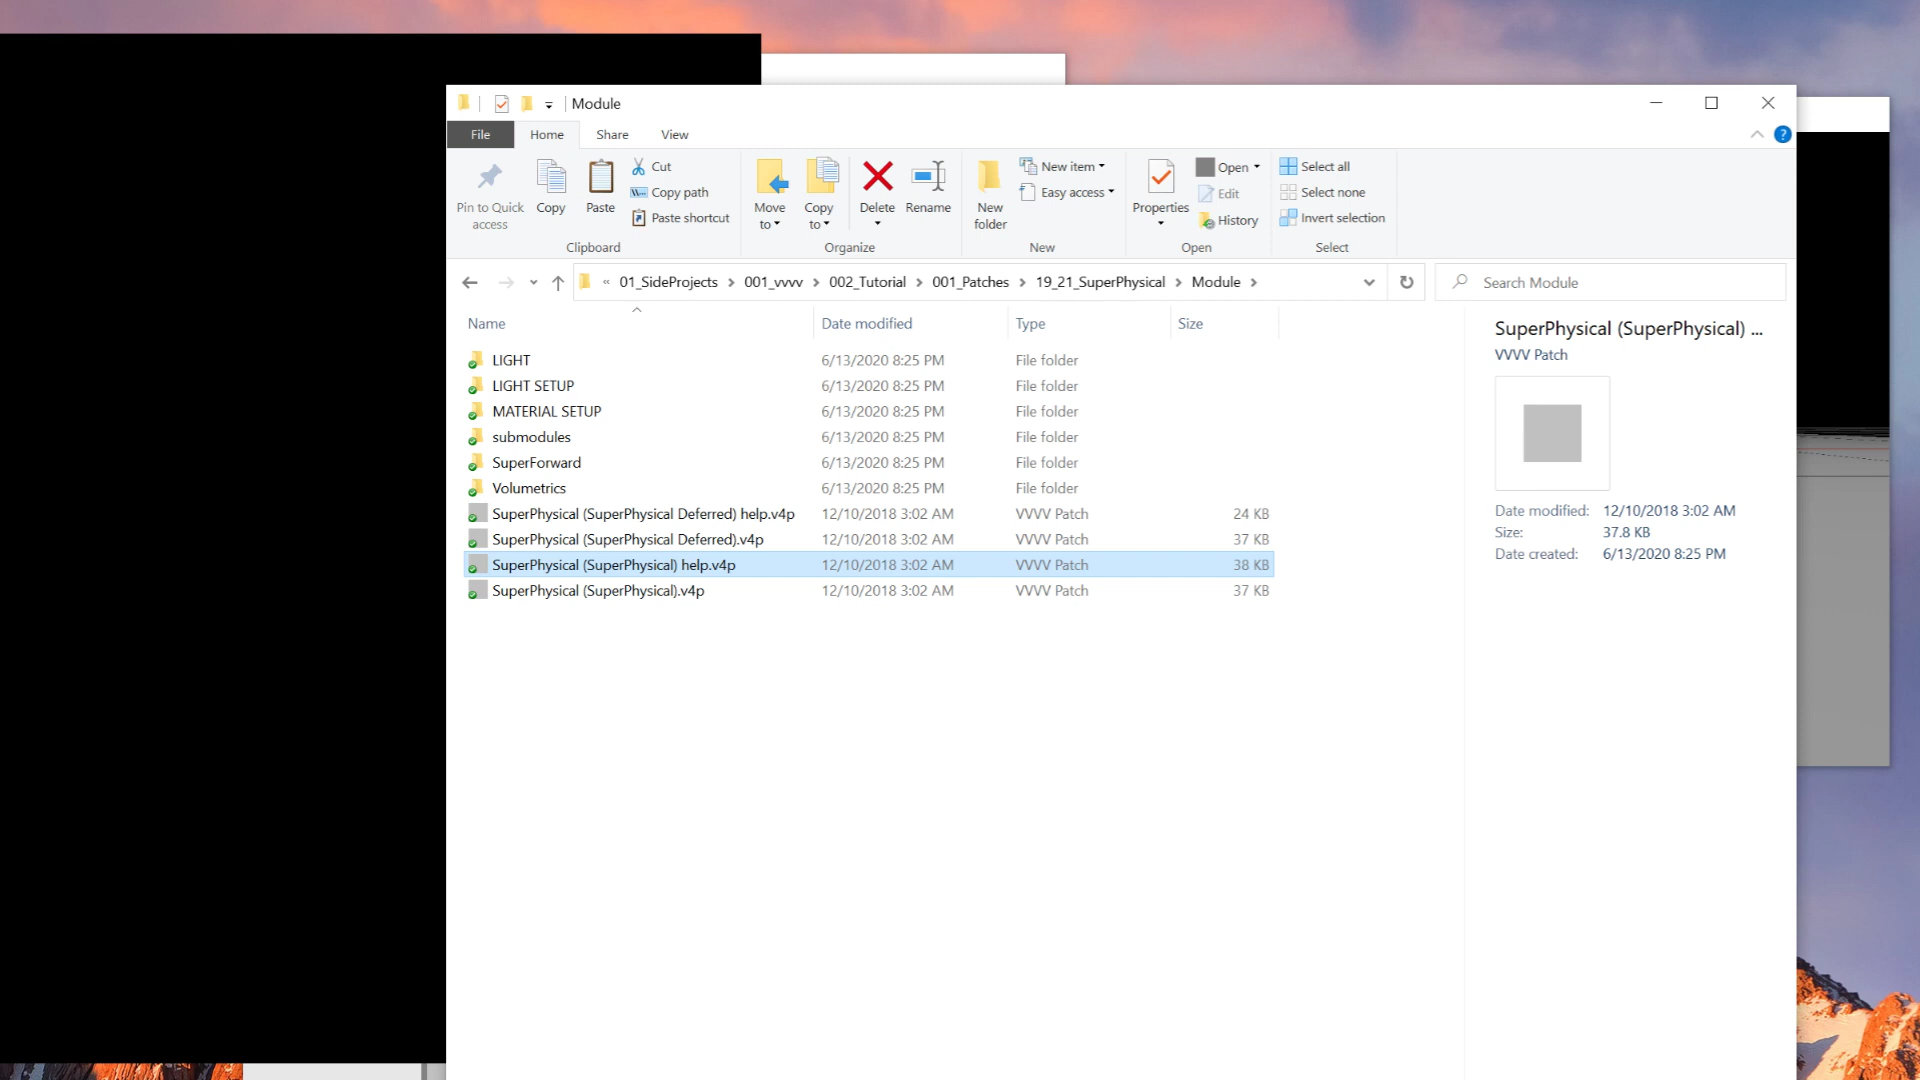 Module
File Home Share View
Pin to Quick access
Copy
Paste
Cut
Copy path
Paste shortcut
Clipboard
Move to
Copy to
Delete
Rename
Organize
New folder
New item
Easy access
New
Properties
Open
Edit
History
Open
Select all
Select none
Invert selection
Select
« 01_SideProjects > 001_vvvv > 002_Tutorial > 001_Patches > 19_21_SuperPhysical > Module >
Search Module
Name Date modified Type Size
LIGHT 6/13/2020 8:25 PM File folder
LIGHT SETUP 6/13/2020 8:25 PM File folder
MATERIAL SETUP 6/13/2020 8:25 PM File folder
submodules 6/13/2020 8:25 PM File folder
SuperForward 6/13/2020 8:25 PM File folder
Volumetrics 6/13/2020 8:25 PM File folder
SuperPhysical (SuperPhysical Deferred) help.v4p 12/10/2018 3:02 AM VVVV Patch 24 KB
SuperPhysical (SuperPhysical Deferred).v4p 12/10/2018 3:02 AM VVVV Patch 37 KB
SuperPhysical (SuperPhysical) help.v4p 12/10/2018 3:02 AM VVVV Patch 38 KB
SuperPhysical (SuperPhysical).v4p 12/10/2018 3:02 AM VVVV Patch 37 KB
SuperPhysical (SuperPhysical) ...
VVVV Patch
Date modified: 12/10/2018 3:02 AM
Size: 37.8 KB
Date created: 6/13/2020 8:25 PM